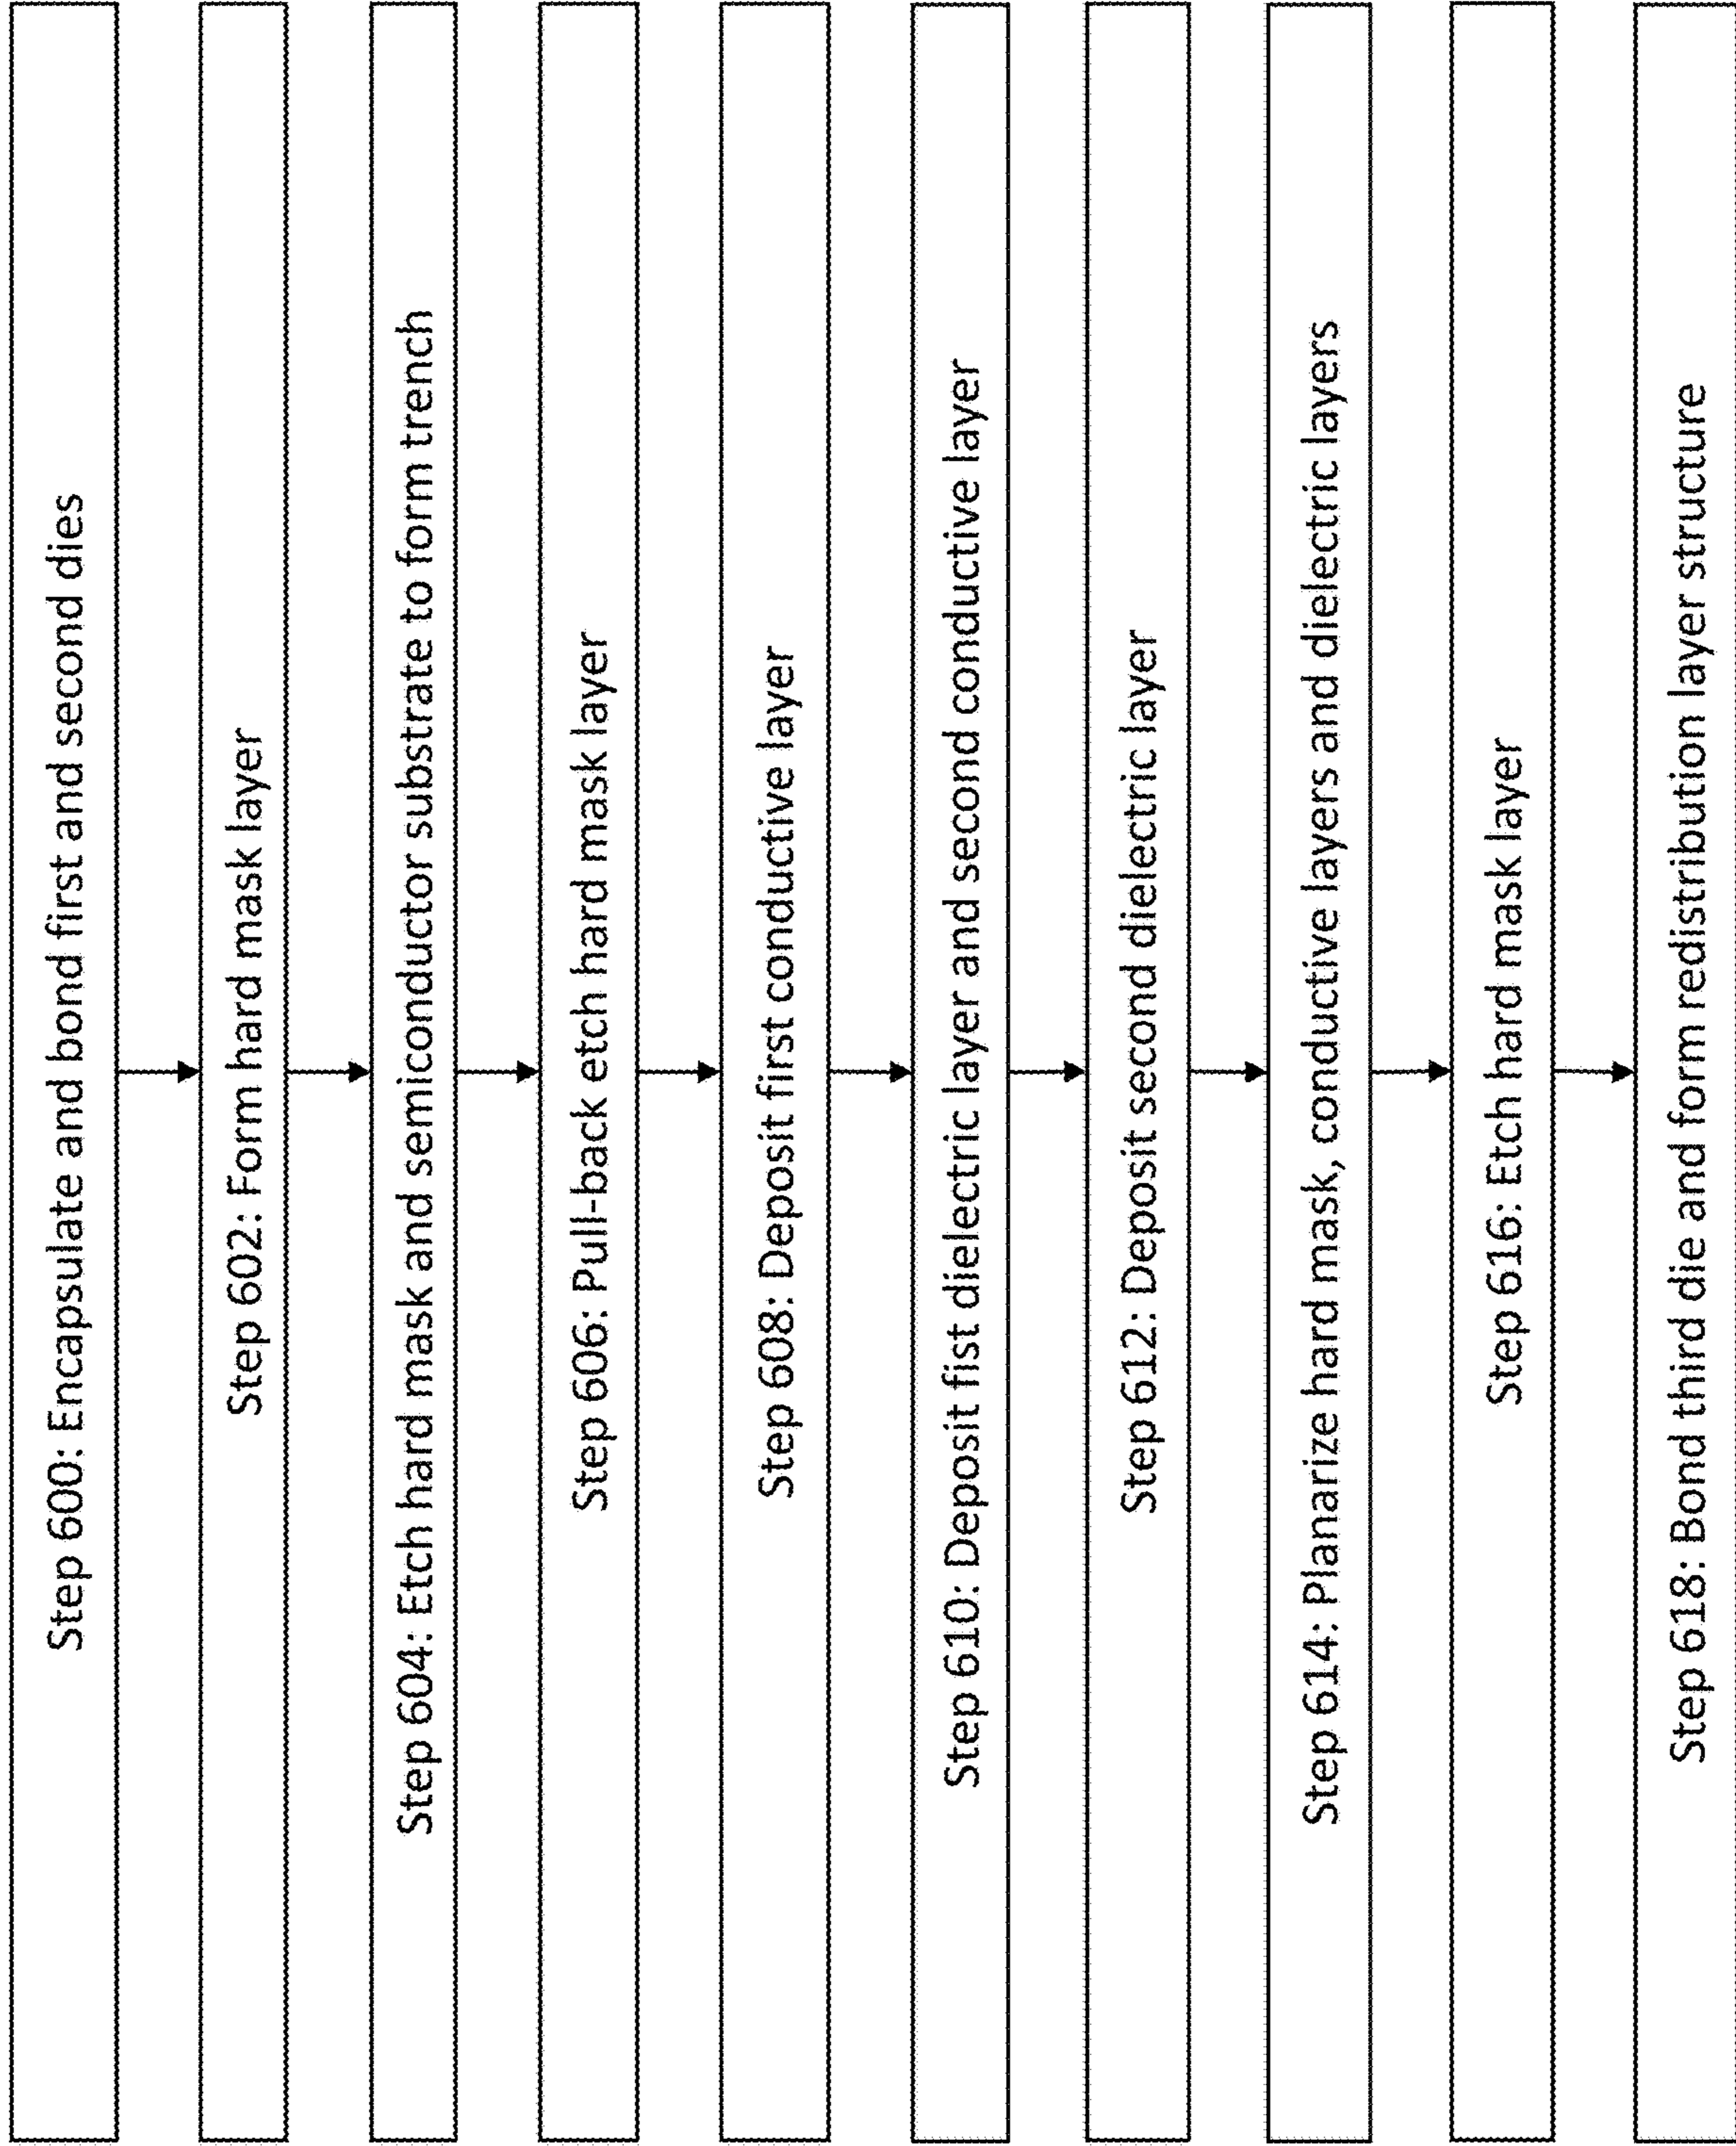 Step 600: Encapsulate and bond first and second dies
Step 602: Form hard mask layer
Step 604: Etch hard mask and semiconductor substrate to form trench
Step 606: Pull-back etch hard mask layer
Step 608: Deposit first conductive layer
Step 610: Deposit fist dielectric layer and second conductive layer
Step 612: Deposit second dielectric layer
Step 614: Planarize hard mask, conductive layers and dielectric layers
Step 616: Etch hard mask layer
Step 618: Bond third die and form redistribution layer structure